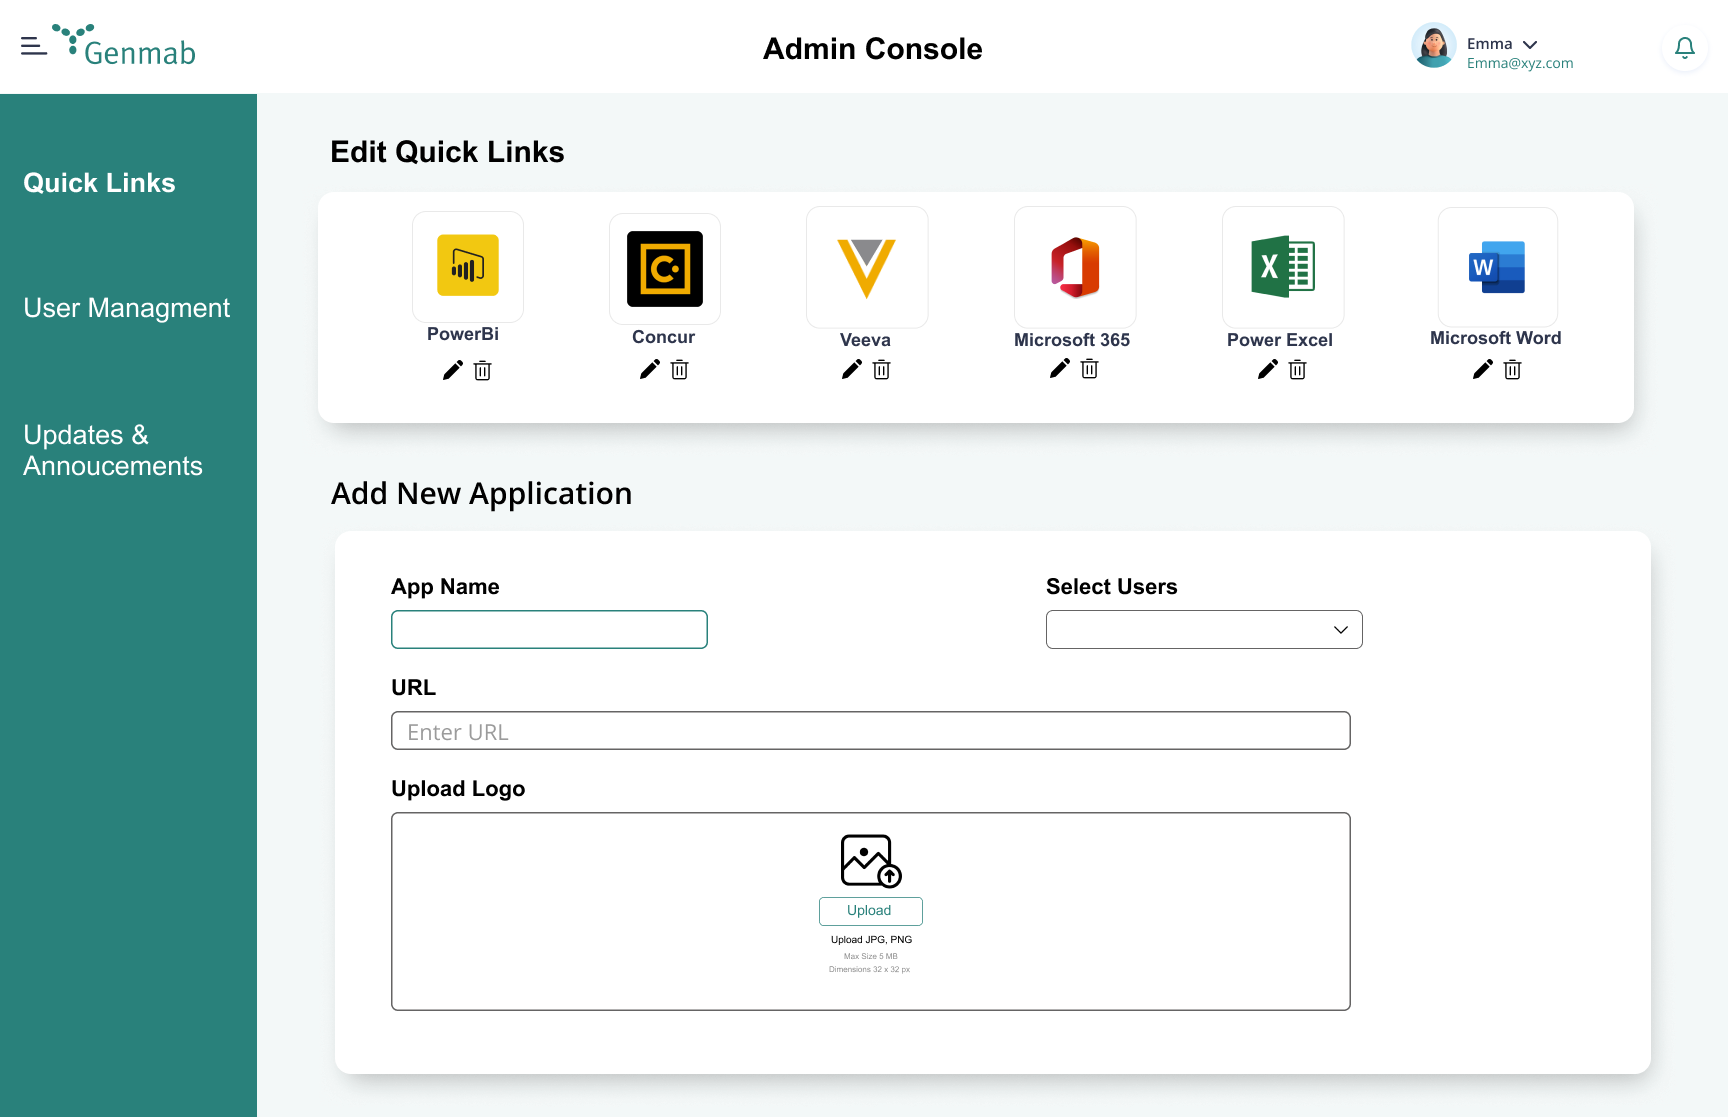 Genmab
Admin Console
Emma
Emma@xyz.com
Quick Links
User Managment
Updates &
Annoucements
Edit Quick Links
PowerBi
Concur
Veeva
Microsoft 365
Power Excel
Microsoft Word
Add New Application
App Name
Select Users
URL
Enter URL
Upload Logo
Upload
Upload JPG, PNG
Max Size 5 MB
Dimensions 32 x 32 px